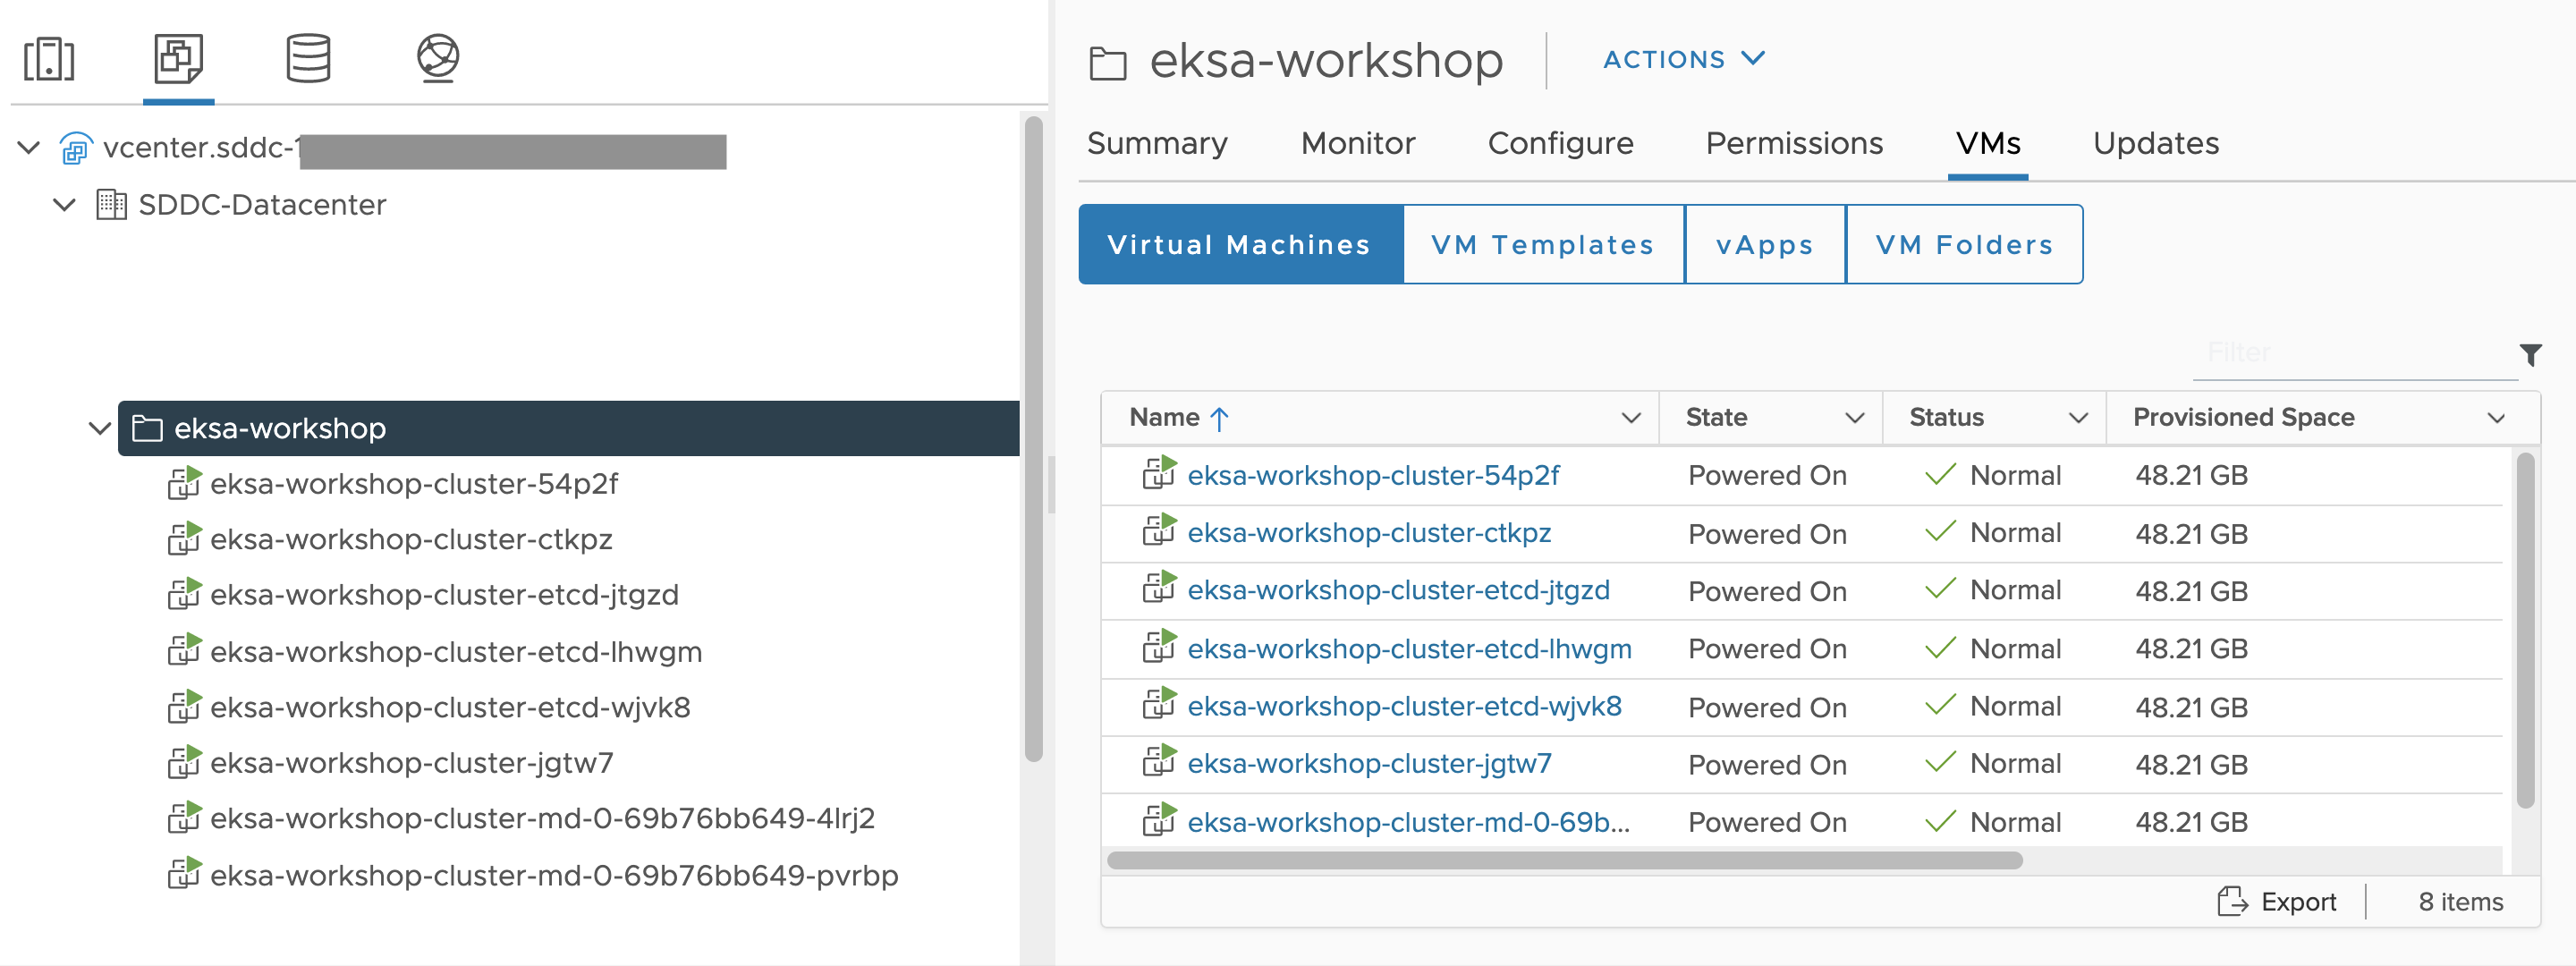 vcenter.sddc-1
SDDC-Datacenter
eksa-workshop
eksa-workshop-cluster-54p2f
eksa-workshop-cluster-ctkpz
eksa-workshop-cluster-etcd-jtgzd
eksa-workshop-cluster-etcd-lhwgm
eksa-workshop-cluster-etcd-wjvk8
eksa-workshop-cluster-jgtw7
eksa-workshop-cluster-md-0-69b76bb649-4lrj2
eksa-workshop-cluster-md-0-69b76bb649-pvrbp
eksa-workshop ACTIONS
Summary Monitor Configure Permissions VMs Updates
Virtual Machines VM Templates vApps VM Folders
Filter
Name State Status Provisioned Space
eksa-workshop-cluster-54p2f Powered On Normal 48.21 GB
eksa-workshop-cluster-ctkpz Powered On Normal 48.21 GB
eksa-workshop-cluster-etcd-jtgzd Powered On Normal 48.21 GB
eksa-workshop-cluster-etcd-lhwgm Powered On Normal 48.21 GB
eksa-workshop-cluster-etcd-wjvk8 Powered On Normal 48.21 GB
eksa-workshop-cluster-jgtw7 Powered On Normal 48.21 GB
eksa-workshop-cluster-md-0-69b... Powered On Normal 48.21 GB
Export 8 items